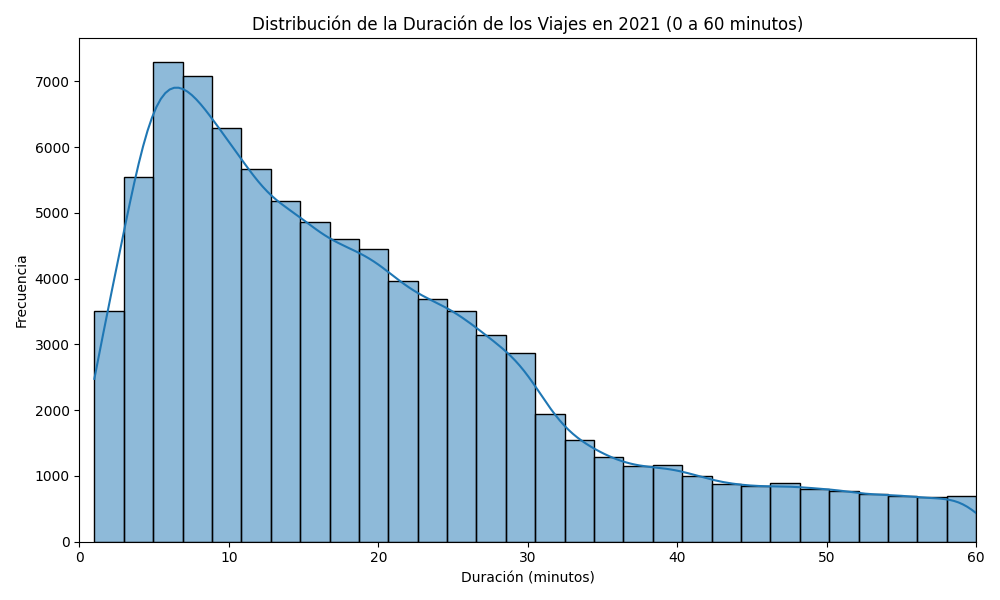 Distribución de la Duración de los Viajes en 2021 (0 a 60 minutos)
7000
6000
5000
4000
3000
2000
1000
0
Frecuencia
0 10 20 30 40 50 60
Duración (minutos)